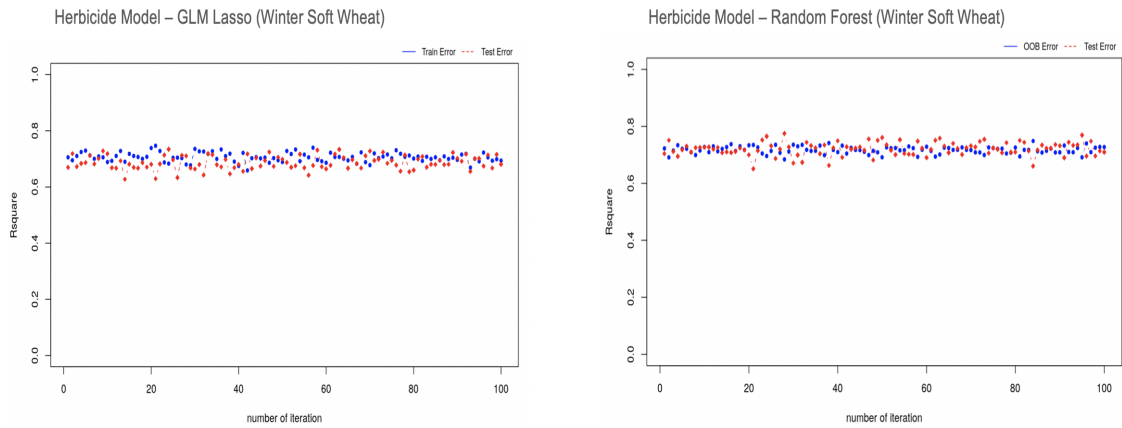 Herbicide Model – GLM Lasso (Winter Soft Wheat)
Train Error Test Error
Rsquare
1.0
0.8
0.6
0.4
0.2
0.0
0 20 40 60 80 100
number of iteration
Herbicide Model – Random Forest (Winter Soft Wheat)
OOB Error Test Error
Rsquare
1.0
0.8
0.6
0.4
0.2
0.0
0 20 40 60 80 100
number of iteration